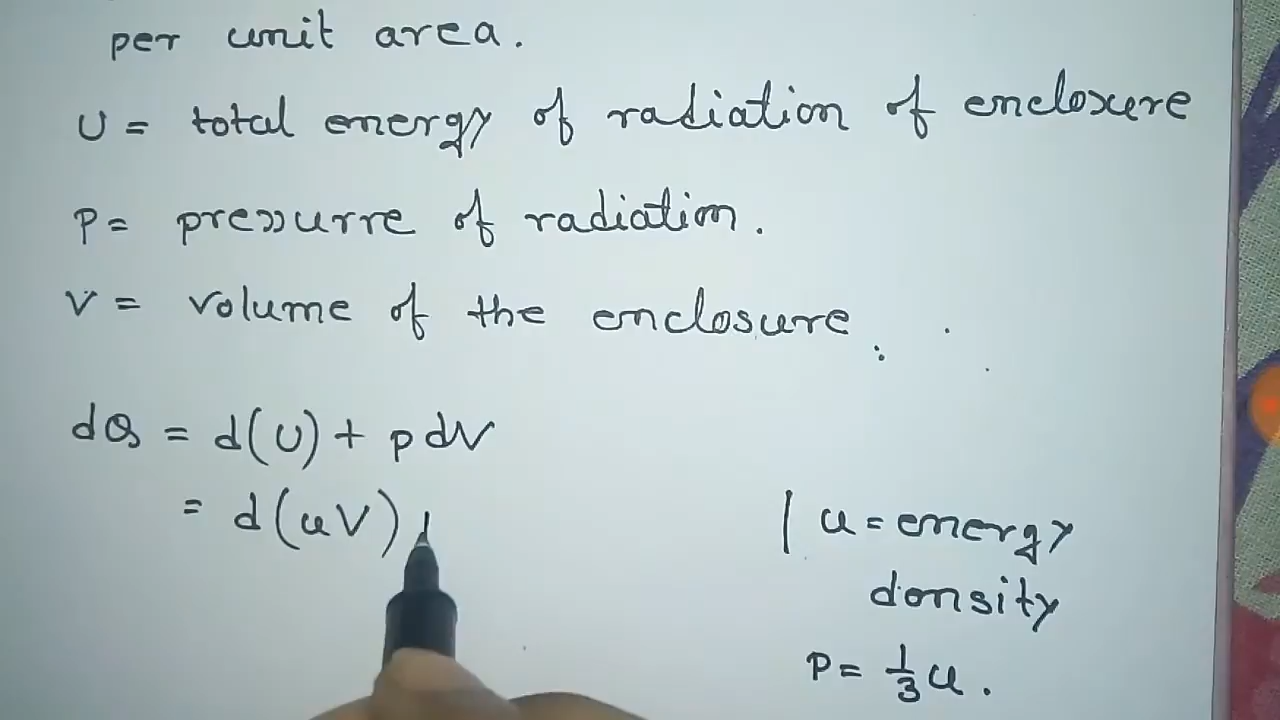 per unit area.
U = total energy of radiation of enclosure
P = pressurre of radiation.
V = volume of the enclosure.
dQ = d(U) + pdV
= d(uV)
| u = energy
density
P = 1/3 u.